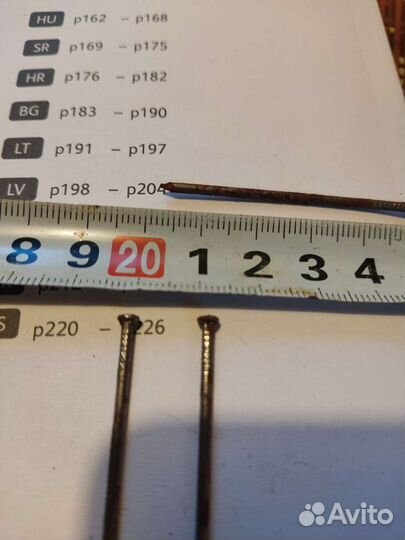 HU p162 – p168
SR p169 – p175
HR p176 – p182
BG p183 – p190
LT p191 – p197
LV p198 – p204
8 9 20 1 2 3 4
p220 – 226
Avito